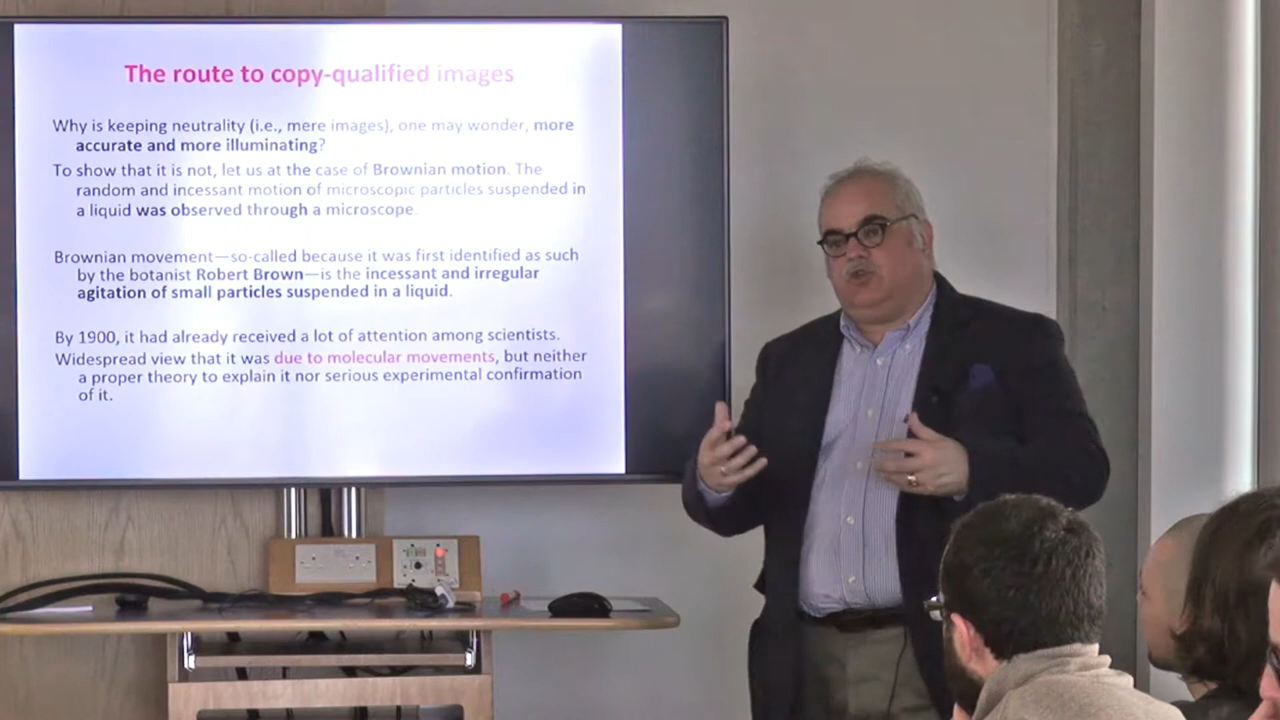 The route to copy-qualified images
Why is keeping neutrality (i.e., mere images), one may wonder, more
accurate and more illuminating?
To show that it is not, let us at the case of Brownian motion. The
random and incessant motion of microscopic particles suspended in
a liquid was observed through a microscope.
Brownian movement—so-called because it was first identified as such
by the botanist Robert Brown—is the incessant and irregular
agitation of small particles suspended in a liquid.
By 1900, it had already received a lot of attention among scientists.
Widespread view that it was due to molecular movements, but neither
a proper theory to explain it nor serious experimental confirmation
of it.